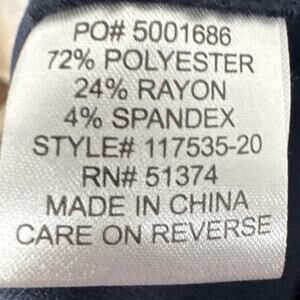 PO# 5001686
72% POLYESTER
24% RAYON
4% SPANDEX
STYLE# 117535-20
RN# 51374
MADE IN CHINA
CARE ON REVERSE